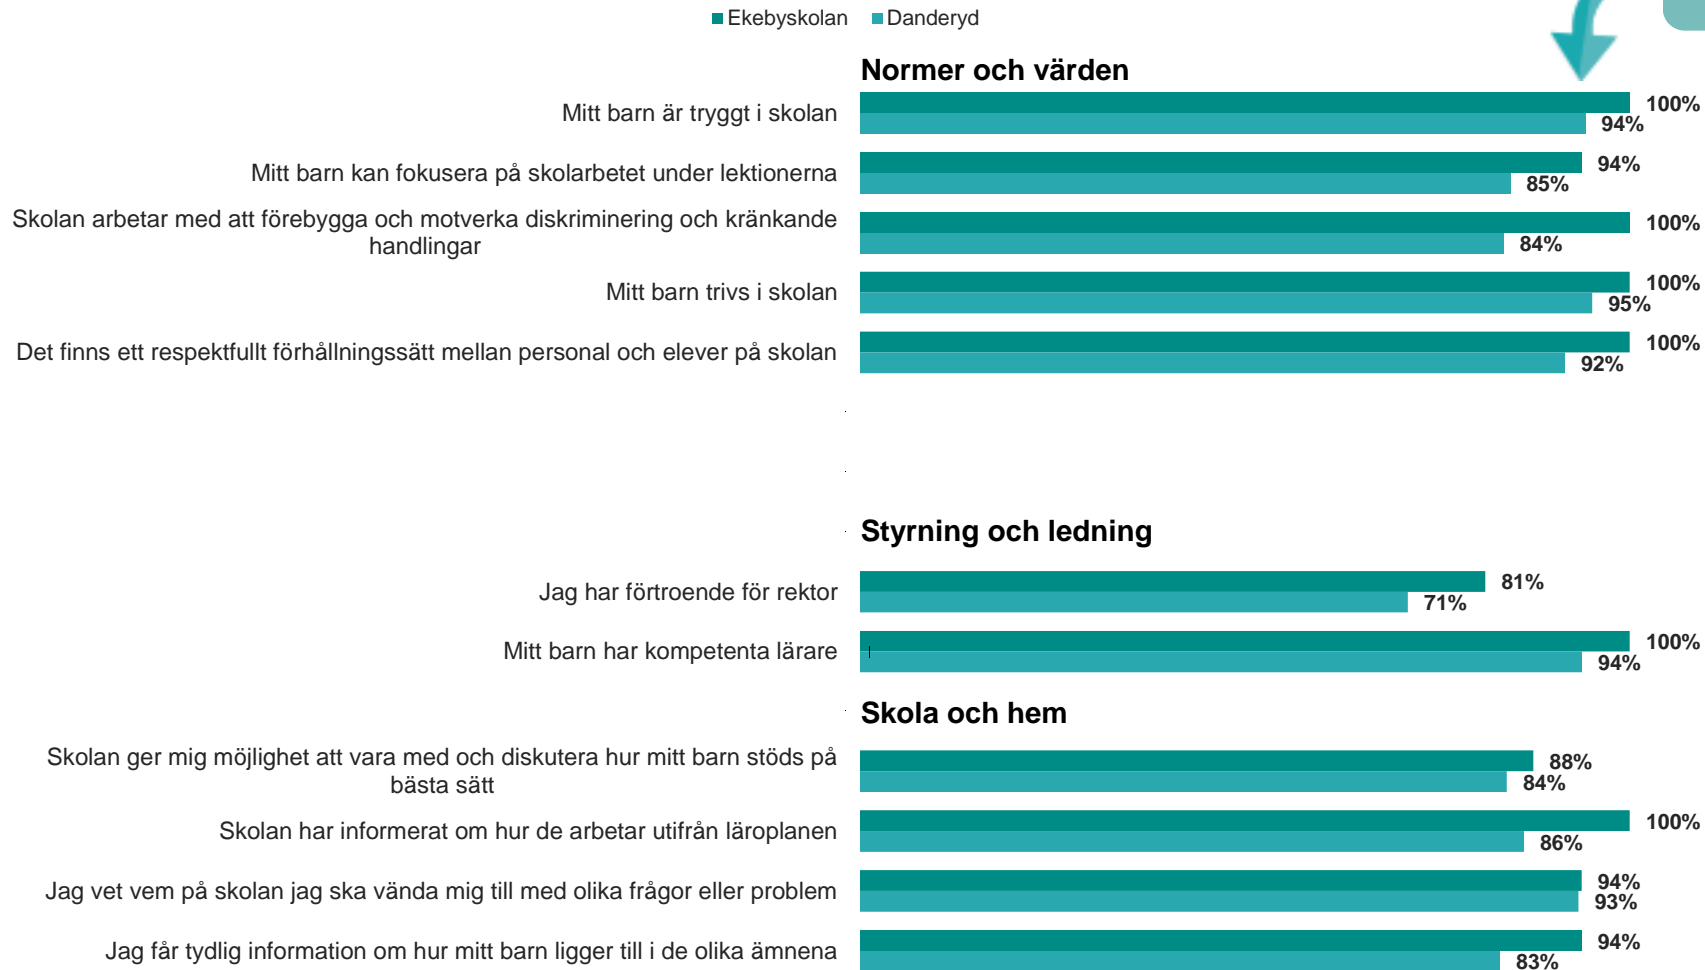 Ekebyskolan Danderyd
Normer och värden
Mitt barn är tryggt i skolan
100%
94%
Mitt barn kan fokusera på skolarbetet under lektionerna
94%
85%
Skolan arbetar med att förebygga och motverka diskriminering och kränkande
handlingar
100%
84%
Mitt barn trivs i skolan
100%
95%
Det finns ett respektfullt förhållningssätt mellan personal och elever på skolan
100%
92%
Styrning och ledning
Jag har förtroende för rektor
81%
71%
Mitt barn har kompetenta lärare
100%
94%
Skola och hem
Skolan ger mig möjlighet att vara med och diskutera hur mitt barn stöds på
bästa sätt
88%
84%
Skolan har informerat om hur de arbetar utifrån läroplanen
100%
86%
Jag vet vem på skolan jag ska vända mig till med olika frågor eller problem
94%
93%
Jag får tydlig information om hur mitt barn ligger till i de olika ämnena
94%
83%